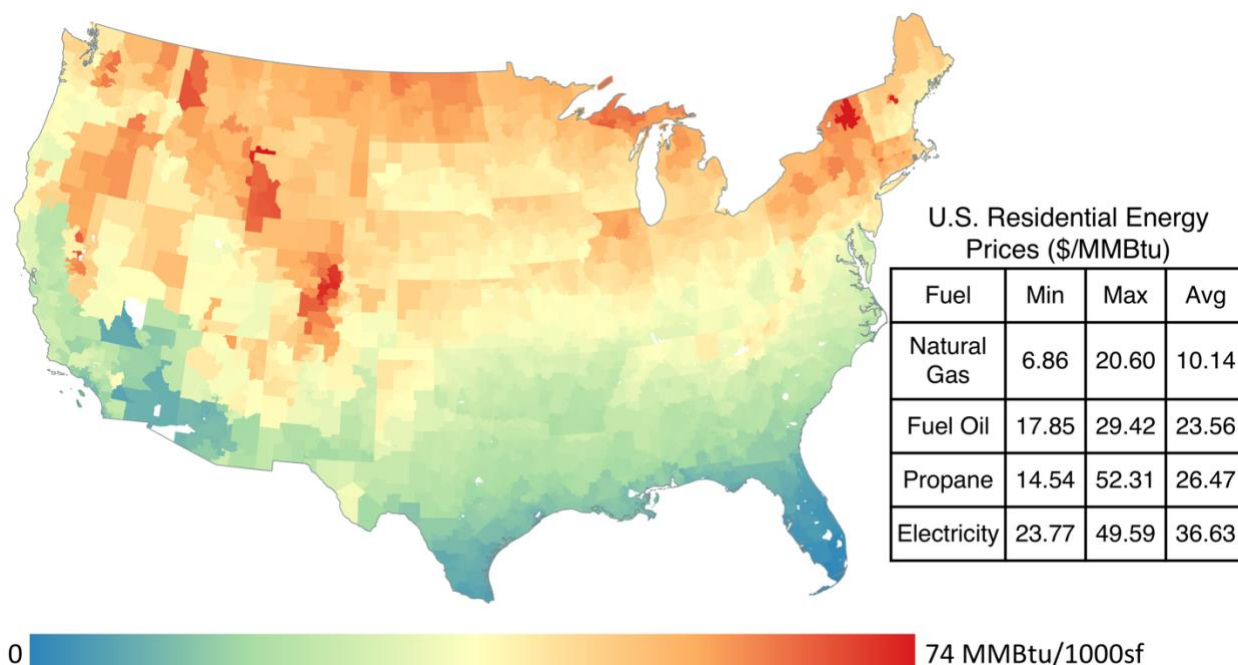 U.S. Residential Energy
Prices ($/MMBtu)
Fuel Min Max Avg
Natural
Gas 6.86 20.60 10.14
Fuel Oil 17.85 29.42 23.56
Propane 14.54 52.31 26.47
Electricity 23.77 49.59 36.63
0 74 MMBtu/1000sf